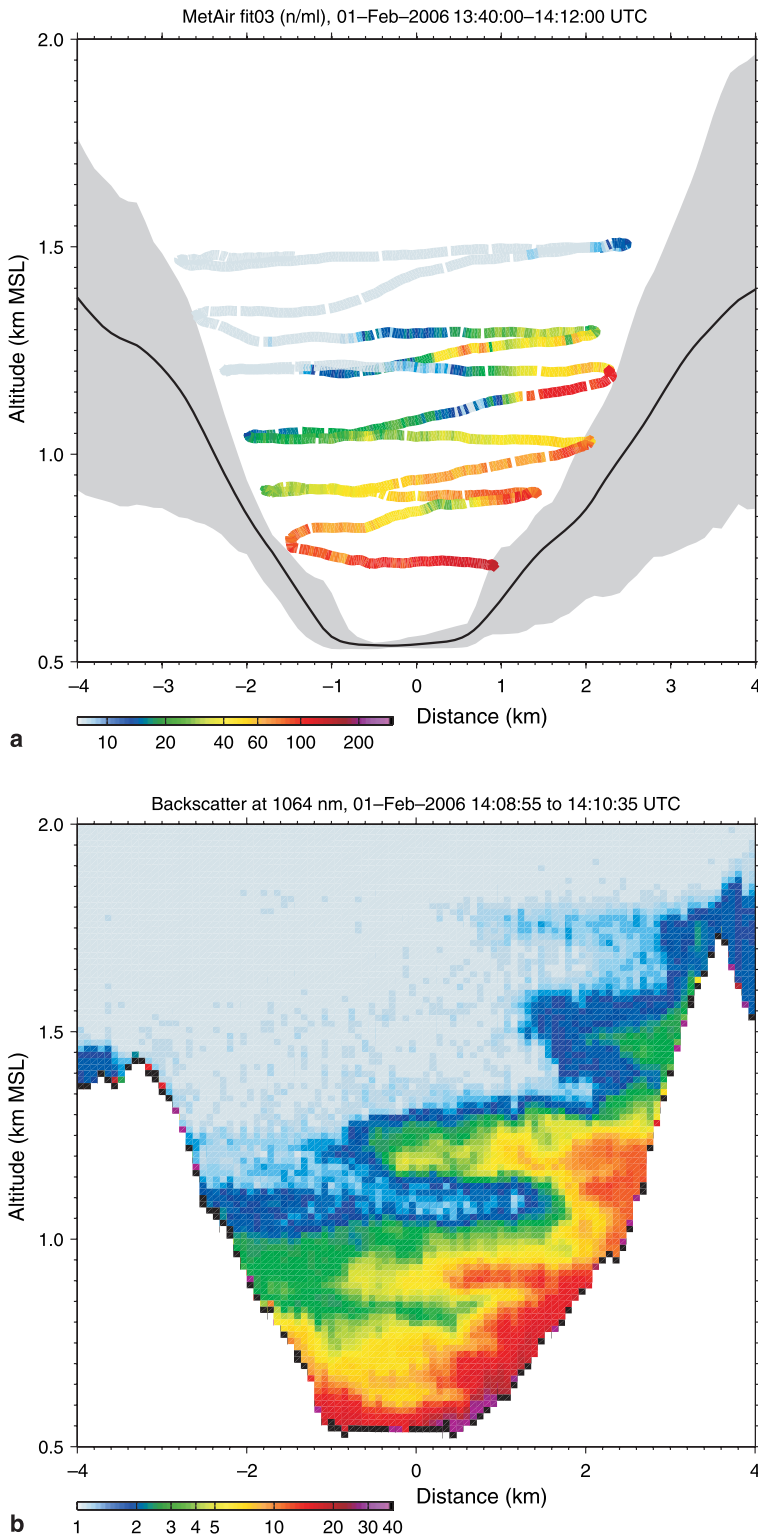 MetAir fit03 (n/ml), 01–Feb–2006 13:40:00–14:12:00 UTC
2.0
1.5
1.0
0.5
Altitude (km MSL)
–4 –3 –2 –1 0 1 2 3 4
Distance (km)
a
10 20 40 60 100 200
Backscatter at 1064 nm, 01–Feb–2006 14:08:55 to 14:10:35 UTC
2.0
1.5
1.0
0.5
Altitude (km MSL)
–4 –2 0 2 4
Distance (km)
b
1 2 3 4 5 10 20 30 40